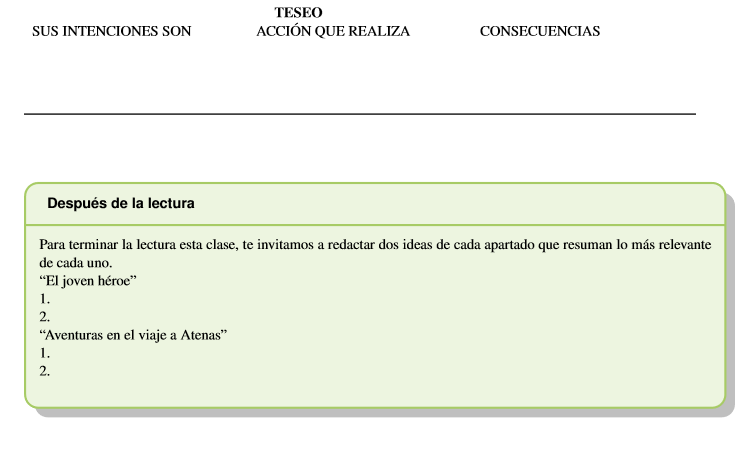 TESEO
SUS INTENCIONES SON ACCIÓN QUE REALIZA CONSECUENCIAS
Después de la lectura
Para terminar la lectura esta clase, te invitamos a redactar dos ideas de cada apartado que resuman lo más relevante
de cada uno.
“El joven héroe”
1.
2.
“Aventuras en el viaje a Atenas”
1.
2.